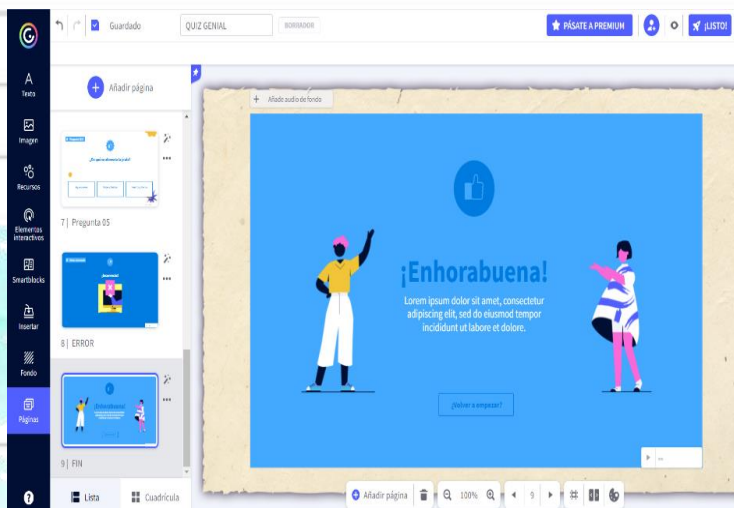 Guardado
QUIZ GENIAL
BORRADOR
PÁSATE A PREMIUM
¡LISTO!
Texto
Imagen
Recursos
Elementos
interactivos
Smartblocks
Insertar
Fondo
Páginas
Añadir página
7| Pregunta 05
8| ERROR
9| FIN
Lista
Cuadrícula
Añade audio de fondo
¡Enhorabuena!
Lorem ipsum dolor sit amet, consectetur
adipiscing elit, sed do eiusmod tempor
incididunt ut labore et dolore.
¿Volver a empezar?
Añadir página
100%
9